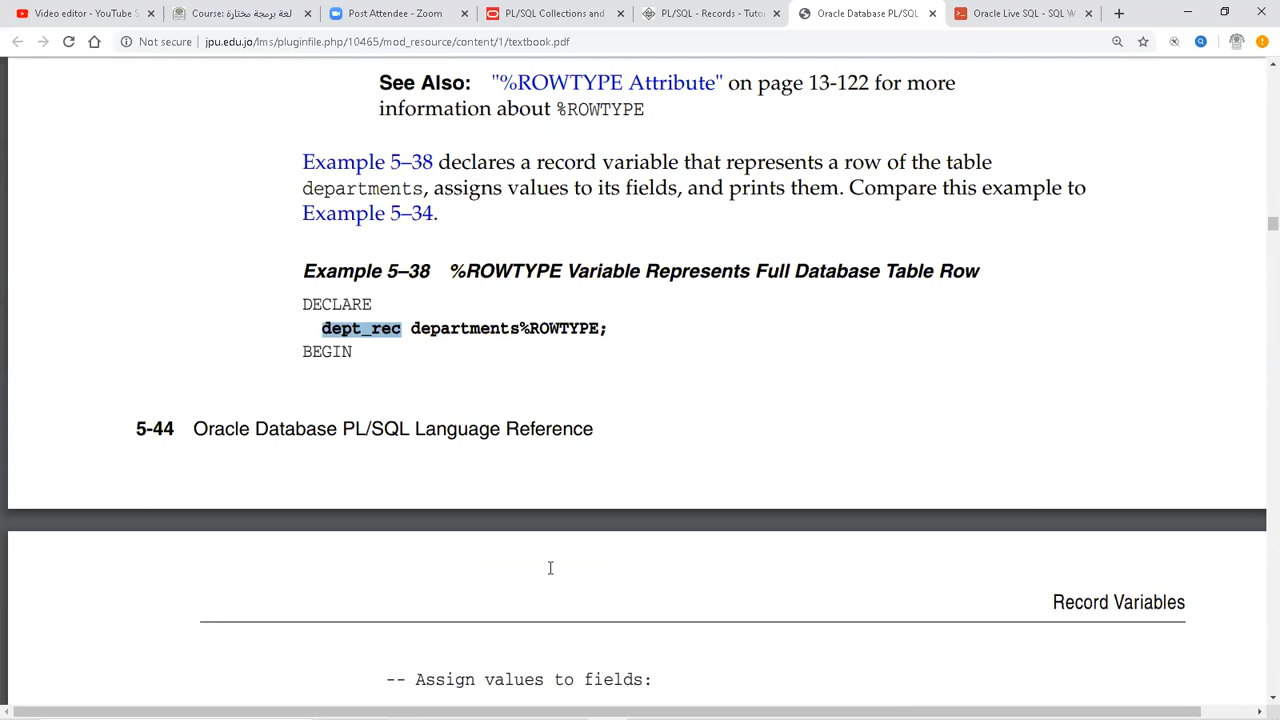 Video editor - YouTube S
Course: لغة برمجة مختارة
Post Attendee - Zoom
PL/SQL Collections and
PL/SQL - Records - Tuto
Oracle Database PL/SQL
Oracle Live SQL - SQL W
Not secure | jpu.edu.jo/lms/pluginfile.php/10465/mod_resource/content/1/textbook.pdf
See Also: "%ROWTYPE Attribute" on page 13-122 for more
information about %ROWTYPE
Example 5–38 declares a record variable that represents a row of the table
departments, assigns values to its fields, and prints them. Compare this example to
Example 5–34.
Example 5–38 %ROWTYPE Variable Represents Full Database Table Row
DECLARE
dept_rec departments%ROWTYPE;
BEGIN
5-44 Oracle Database PL/SQL Language Reference
Record Variables
-- Assign values to fields: